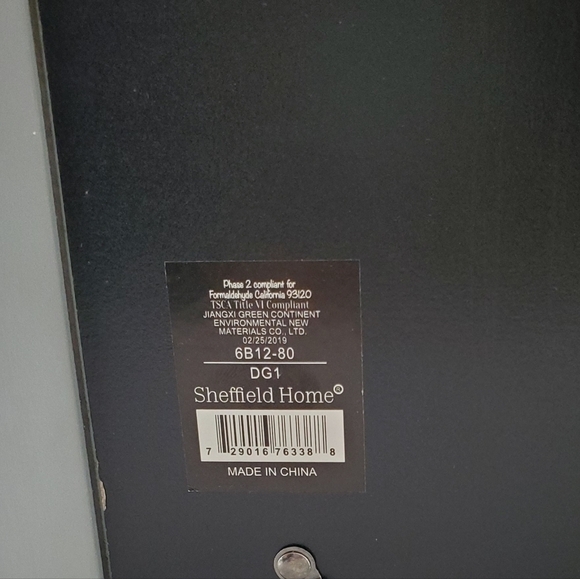 Phase 2 compliant for
Formaldehyde California 93120
TSCA Title VI Compliant
JIANGXI GREEN CONTINENT
ENVIRONMENTAL NEW
MATERIALS CO., LTD.
02/25/2019
6B12-80
DG1
Sheffield Home®
7 29016 76338 8
MADE IN CHINA